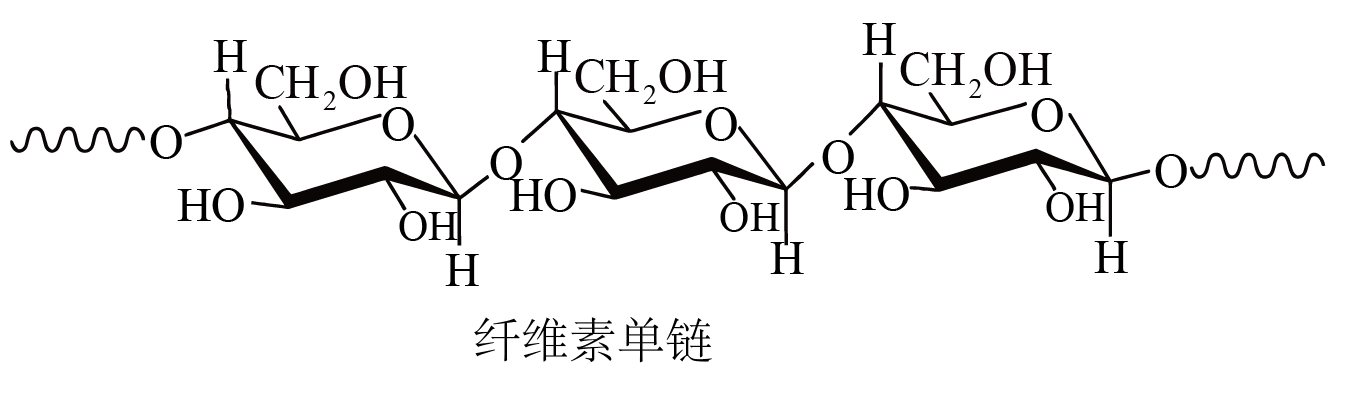 H H H
CH₂OH CH₂OH CH₂OH
O O O
O O O O
HO HO HO
OH OH OH
H H H
纤维素单链